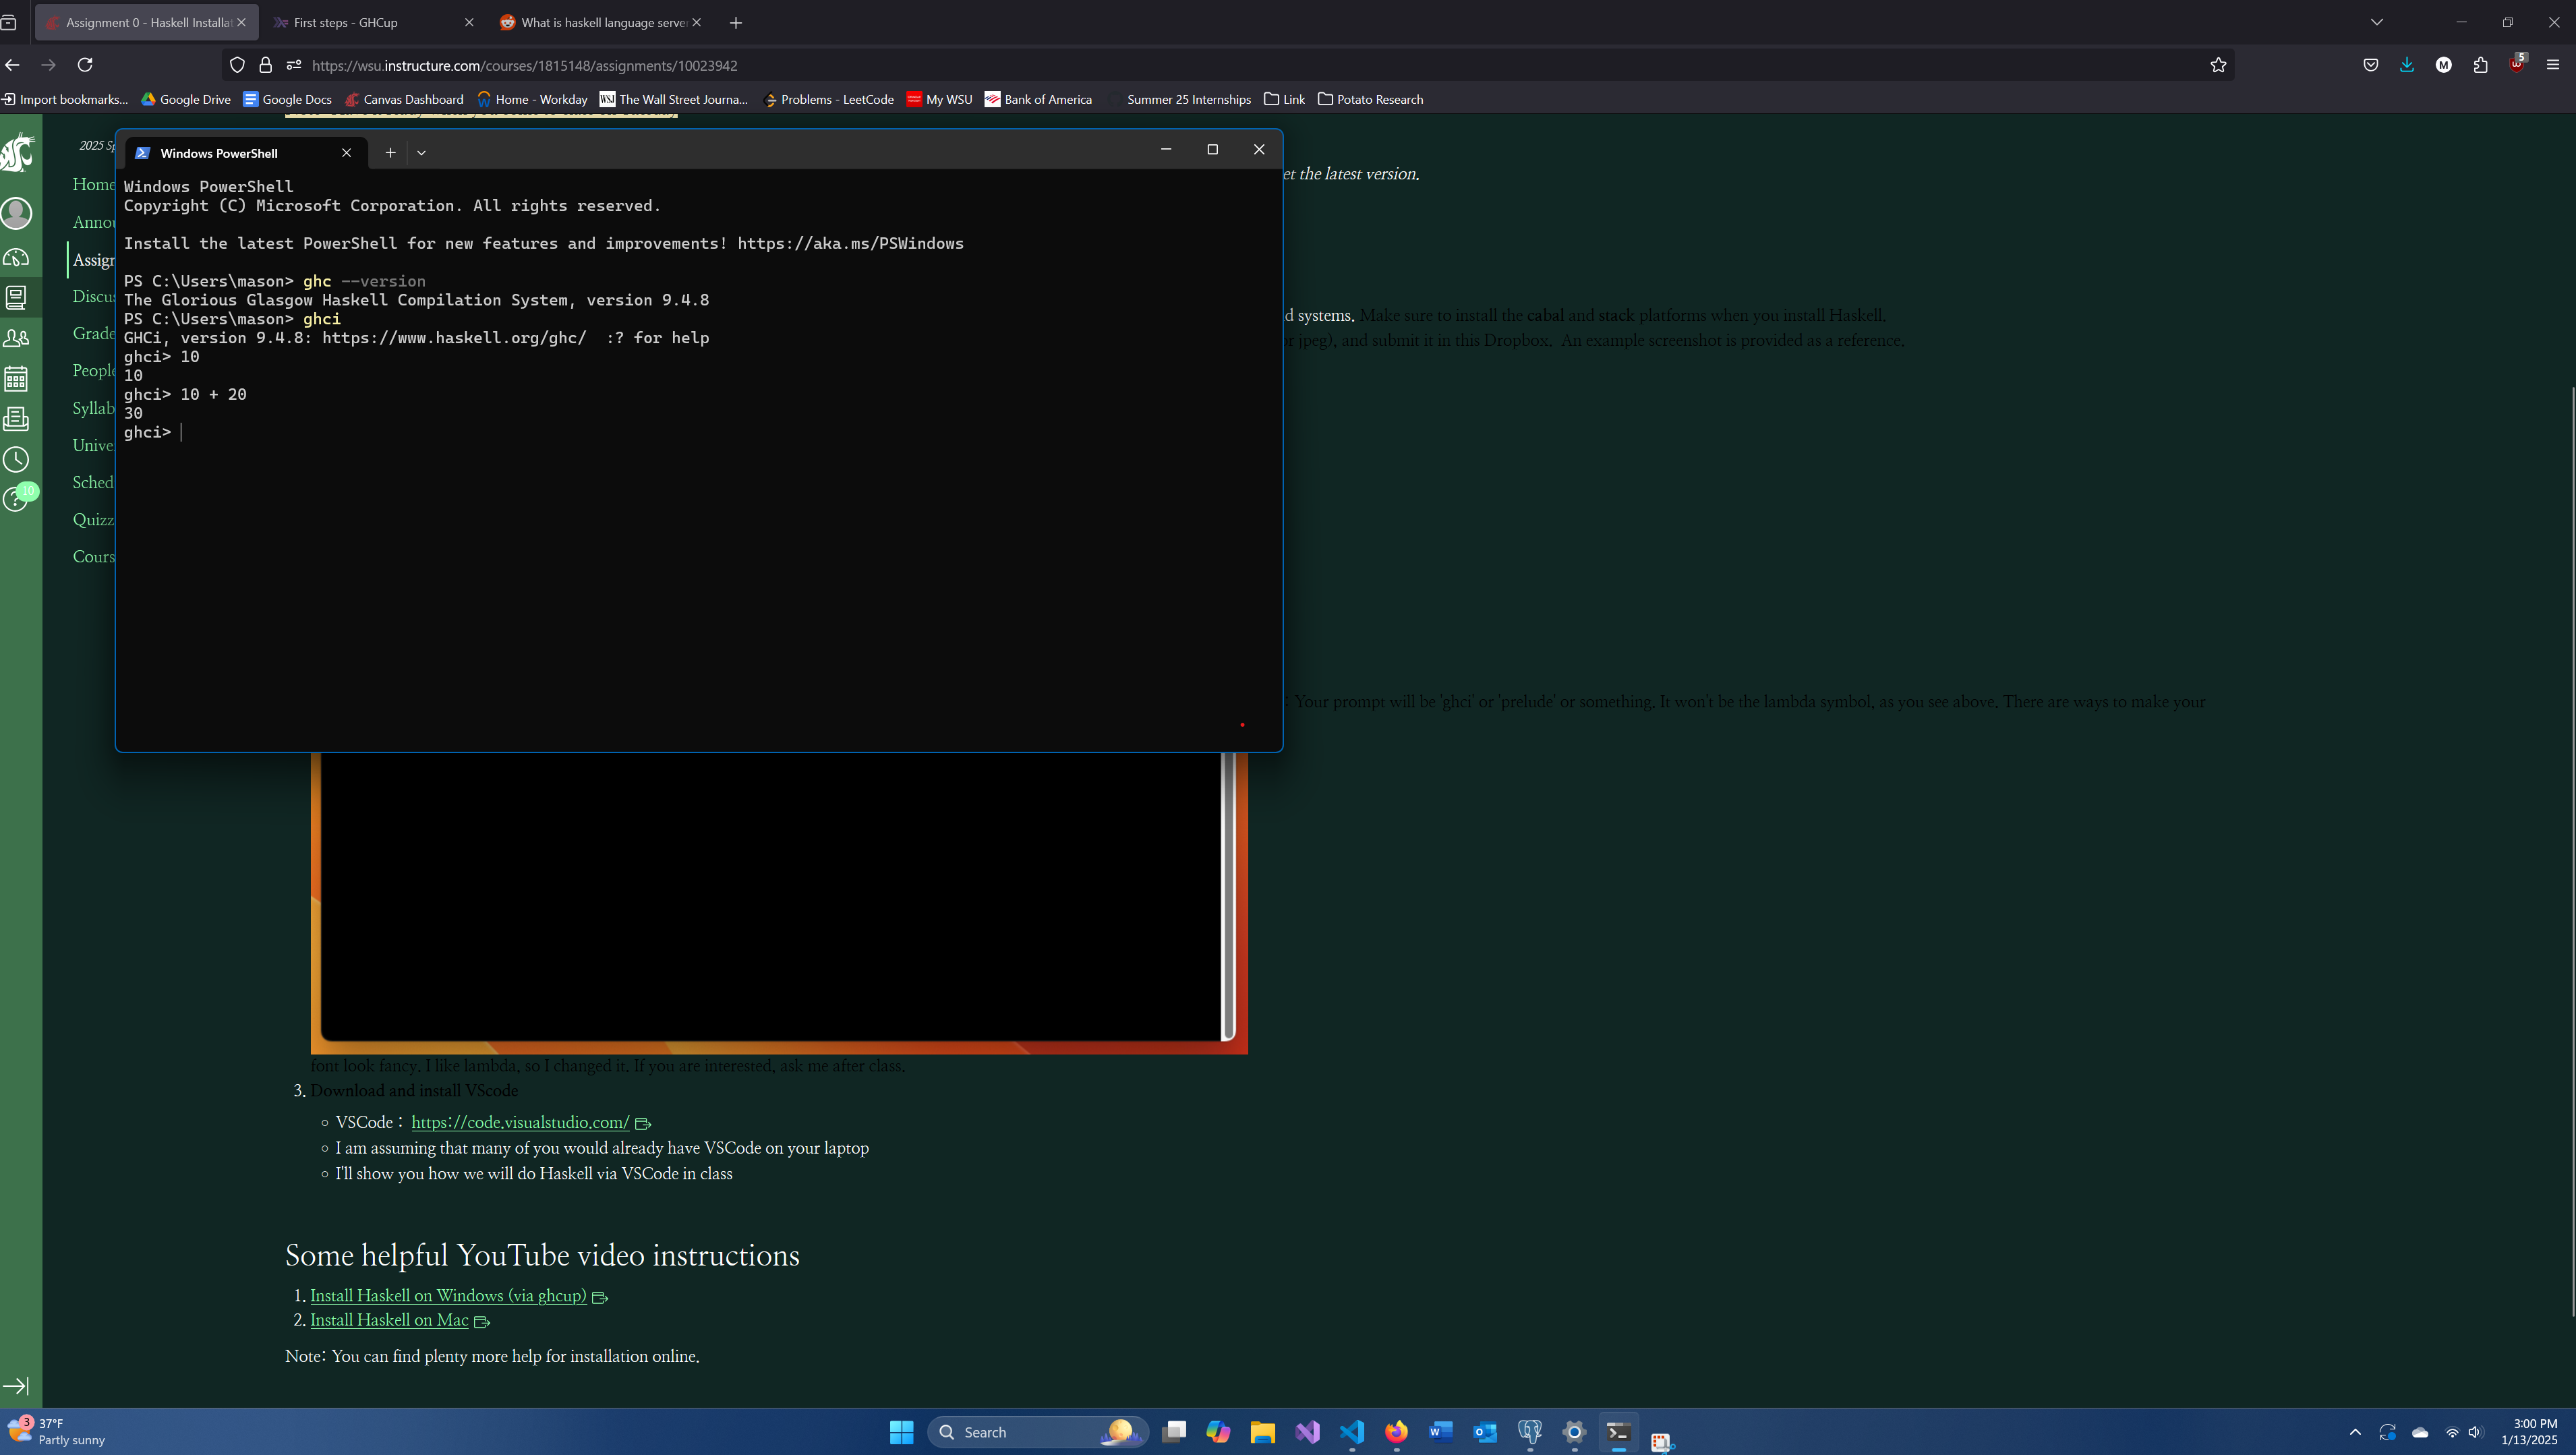 Assignment 0 - Haskell Installat
First steps - GHCup
What is haskell language serve
https://wsu.instructure.com/courses/1815148/assignments/10023942
5
M
Import bookmarks...
Google Drive
Google Docs
Canvas Dashboard
Home - Workday
WSJ
The Wall Street Journa...
Problems - LeetCode
My WSU
Bank of America
Summer 25 Internships
Link
Potato Research
2025 Sp
Home
Annou
Assign
Discus
Grade
People
Syllab
Univer
Sched
Quizz
Cours
10
Windows PowerShell
Windows PowerShell
Copyright (C) Microsoft Corporation. All rights reserved.
Install the latest PowerShell for new features and improvements! https://aka.ms/PSWindows
PS C:\Users\mason> ghc --version
The Glorious Glasgow Haskell Compilation System, version 9.4.8
PS C:\Users\mason> ghci
GHCi, version 9.4.8: https://www.haskell.org/ghc/  :? for help
ghci> 10
10
ghci> 10 + 20
30
ghci>
et the latest version.
d systems. Make sure to install the cabal and stack platforms when you install Haskell.
or jpeg), and submit it in this Dropbox.  An example screenshot is provided as a reference.
: Your prompt will be 'ghci' or 'prelude' or something. It won't be the lambda symbol, as you see above. There are ways to make your
font look fancy. I like lambda, so I changed it. If you are interested, ask me after class.
3. Download and install VScode
VSCode : https://code.visualstudio.com/
I am assuming that many of you would already have VSCode on your laptop
I'll show you how we will do Haskell via VSCode in class
Some helpful YouTube video instructions
1. Install Haskell on Windows (via ghcup)
2. Install Haskell on Mac
Note: You can find plenty more help for installation online.
3
37°F
Partly sunny
Search
3:00 PM
1/13/2025